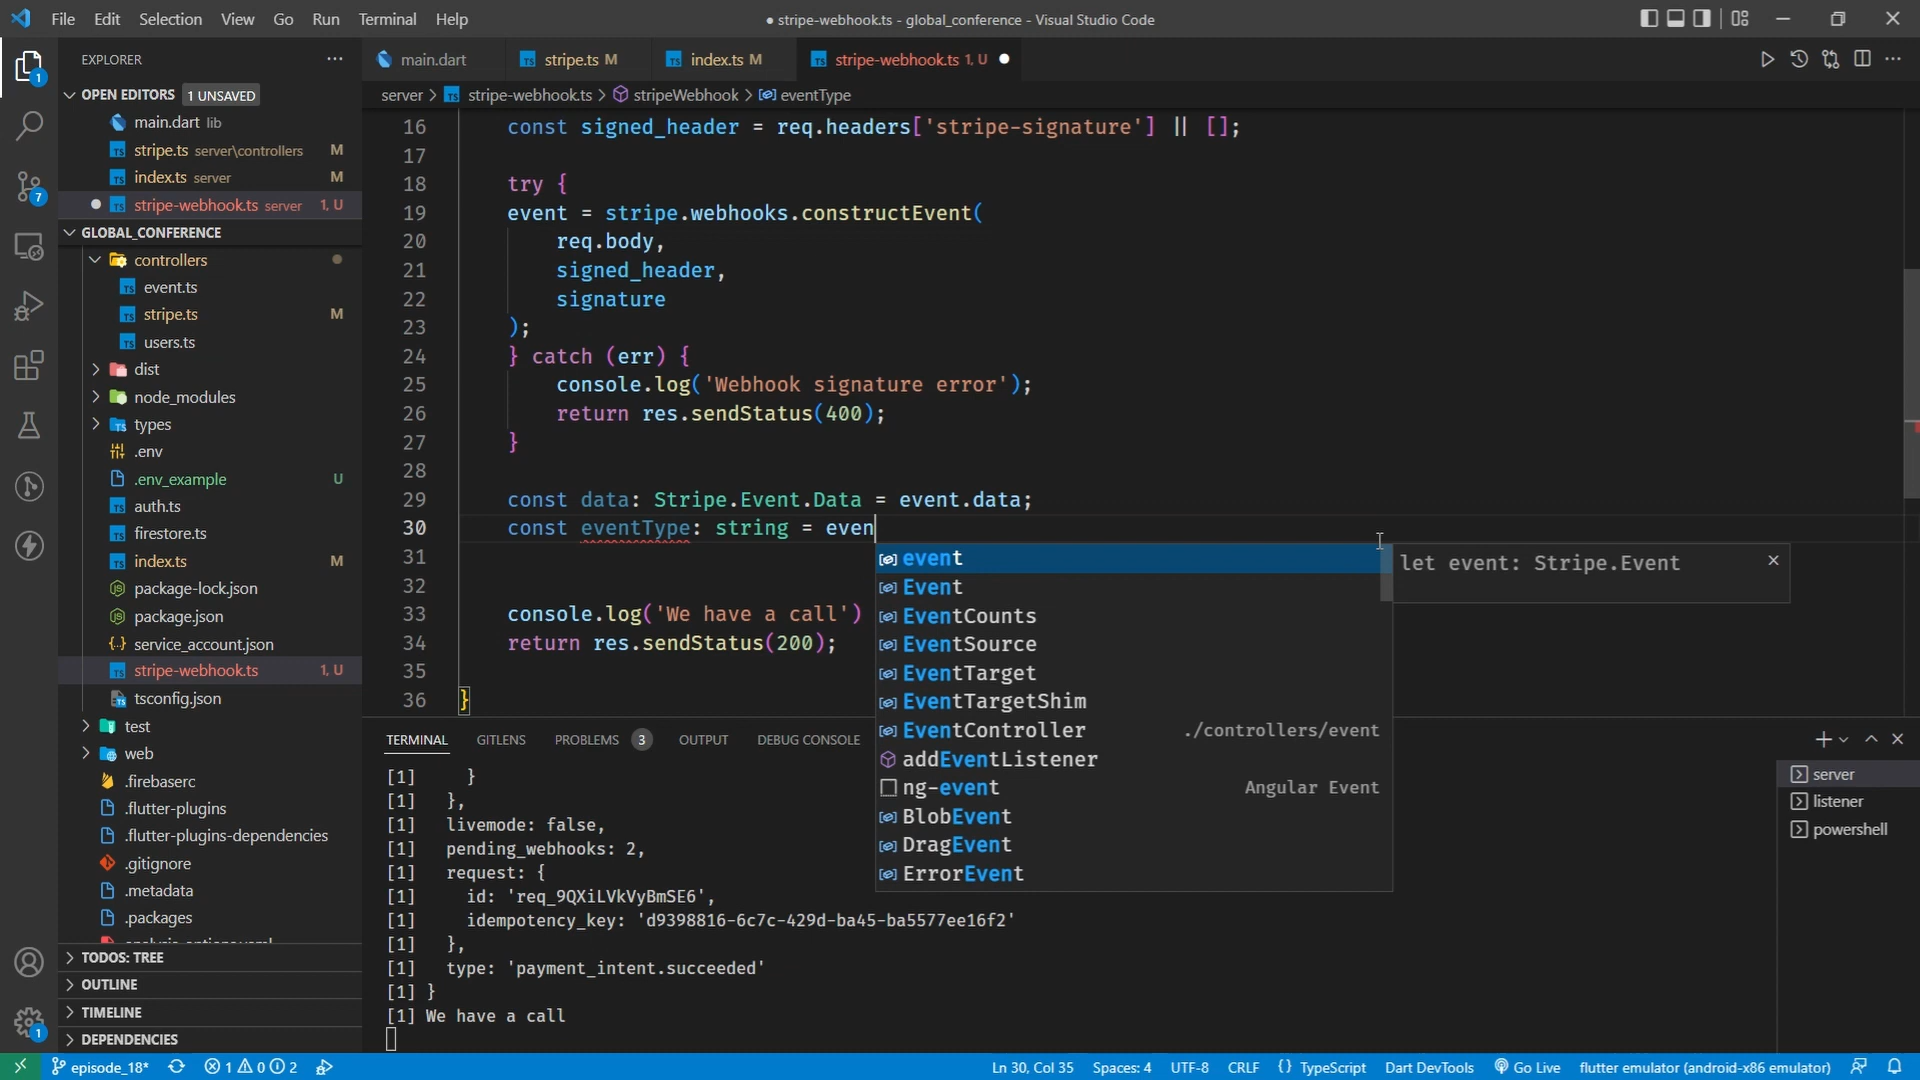 File Edit Selection View Go Run Terminal Help
● stripe-webhook.ts - global_conference - Visual Studio Code
EXPLORER
main.dart
stripe.ts M
index.ts M
stripe-webhook.ts 1, U
OPEN EDITORS 1 UNSAVED
server > stripe-webhook.ts > stripeWebhook > eventType
main.dart lib
stripe.ts server\controllers M
index.ts server M
stripe-webhook.ts server 1, U
GLOBAL_CONFERENCE
controllers
event.ts
stripe.ts M
users.ts
dist
node_modules
types
.env
.env_example U
auth.ts
firestore.ts
index.ts M
package-lock.json
package.json
service_account.json
stripe-webhook.ts 1, U
tsconfig.json
test
web
.firebaserc
.flutter-plugins
.flutter-plugins-dependencies
.gitignore
.metadata
.packages
TODOS: TREE
OUTLINE
TIMELINE
DEPENDENCIES
16 const signed_header = req.headers['stripe-signature'] || [];
17
18 try {
19 event = stripe.webhooks.constructEvent(
20 req.body,
21 signed_header,
22 signature
23 );
24 } catch (err) {
25 console.log('Webhook signature error');
26 return res.sendStatus(400);
27 }
28
29 const data: Stripe.Event.Data = event.data;
30 const eventType: string = even
31
32
33 console.log('We have a call')
34 return res.sendStatus(200);
35
36 }
event
Event
EventCounts
EventSource
EventTarget
EventTargetShim
EventController ./controllers/event
addEventListener
ng-event Angular Event
BlobEvent
DragEvent
ErrorEvent
let event: Stripe.Event
TERMINAL GITLENS PROBLEMS 3 OUTPUT DEBUG CONSOLE
[1] }
[1] },
[1] livemode: false,
[1] pending_webhooks: 2,
[1] request: {
[1] id: 'req_9QXiLVkVyBmSE6',
[1] idempotency_key: 'd9398816-6c7c-429d-ba45-ba5577ee16f2'
[1] },
[1] type: 'payment_intent.succeeded'
[1] }
[1] We have a call
server
listener
powershell
1
7
1
episode_18* 1 0 2
Ln 30, Col 35 Spaces: 4 UTF-8 CRLF {} TypeScript Dart DevTools Go Live flutter emulator (android-x86 emulator)